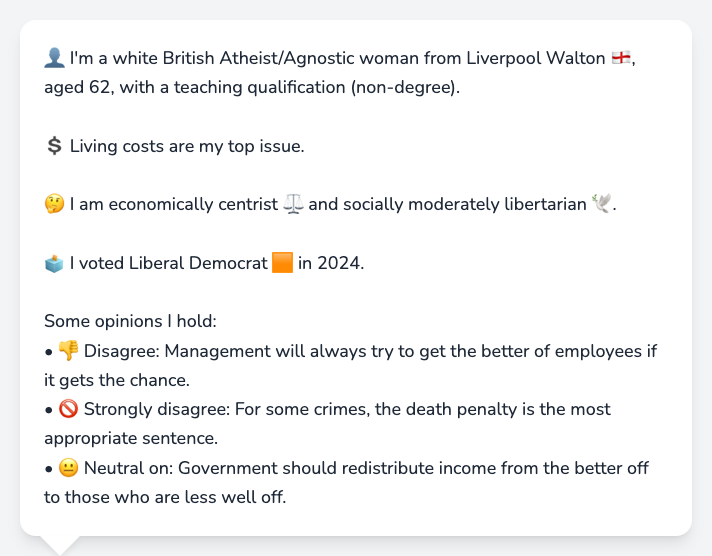 👤 I'm a white British Atheist/Agnostic woman from Liverpool Walton 🏴󠁧󠁢󠁥󠁮󠁧󠁿,
aged 62, with a teaching qualification (non-degree).
💲 Living costs are my top issue.
🤔 I am economically centrist ⚖️ and socially moderately libertarian 🕊️.
🗳️ I voted Liberal Democrat 🟧 in 2024.
Some opinions I hold:
• 👎 Disagree: Management will always try to get the better of employees if
it gets the chance.
• 🚫 Strongly disagree: For some crimes, the death penalty is the most
appropriate sentence.
• 😐 Neutral on: Government should redistribute income from the better off
to those who are less well off.